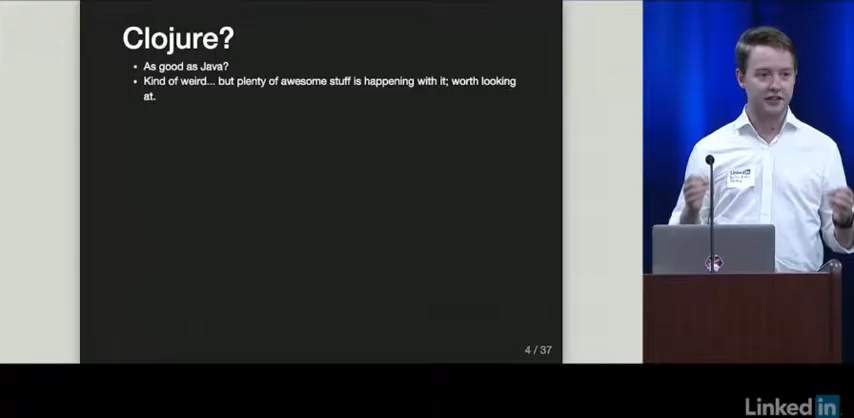 Clojure?
As good as Java?
Kind of weird... but plenty of awesome stuff is happening with it; worth looking
at.
4 / 37
LinkedIn
LinkedIn